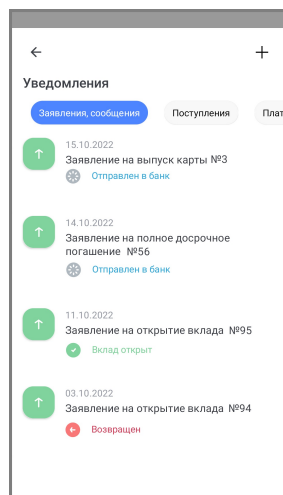 Уведомления
Заявления, сообщения
Поступления
Плат
15.10.2022
Заявление на выпуск карты №3
Отправлен в банк
14.10.2022
Заявление на полное досрочное
погашение №56
Отправлен в банк
11.10.2022
Заявление на открытие вклада №95
Вклад открыт
03.10.2022
Заявление на открытие вклада №94
Возвращен